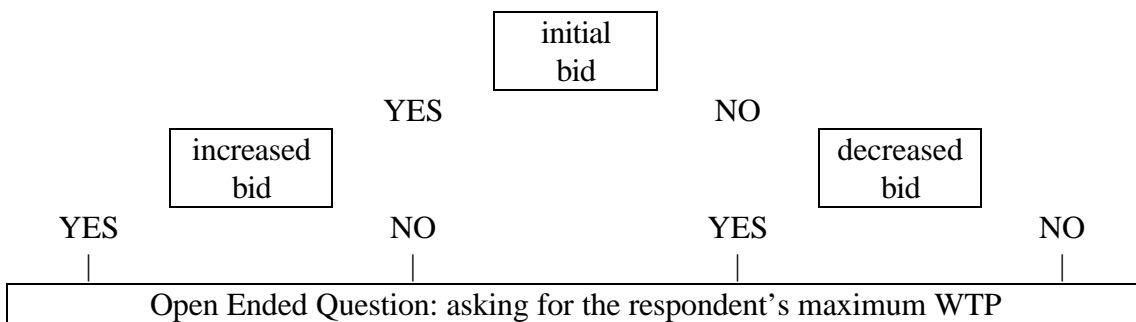 initial
bid
YES NO
increased
bid
decreased
bid
YES NO YES NO
Open Ended Question: asking for the respondent’s maximum WTP